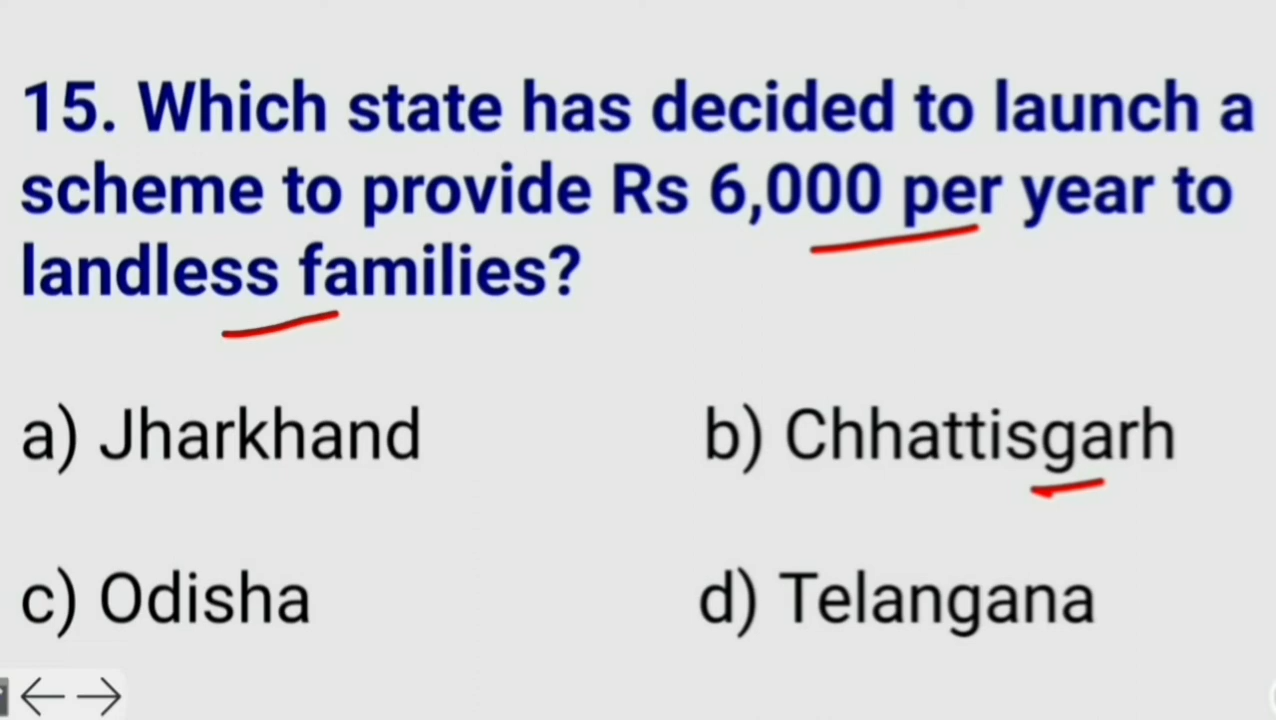 15. Which state has decided to launch a
scheme to provide Rs 6,000 per year to
landless families?
a) Jharkhand
b) Chhattisgarh
c) Odisha
d) Telangana